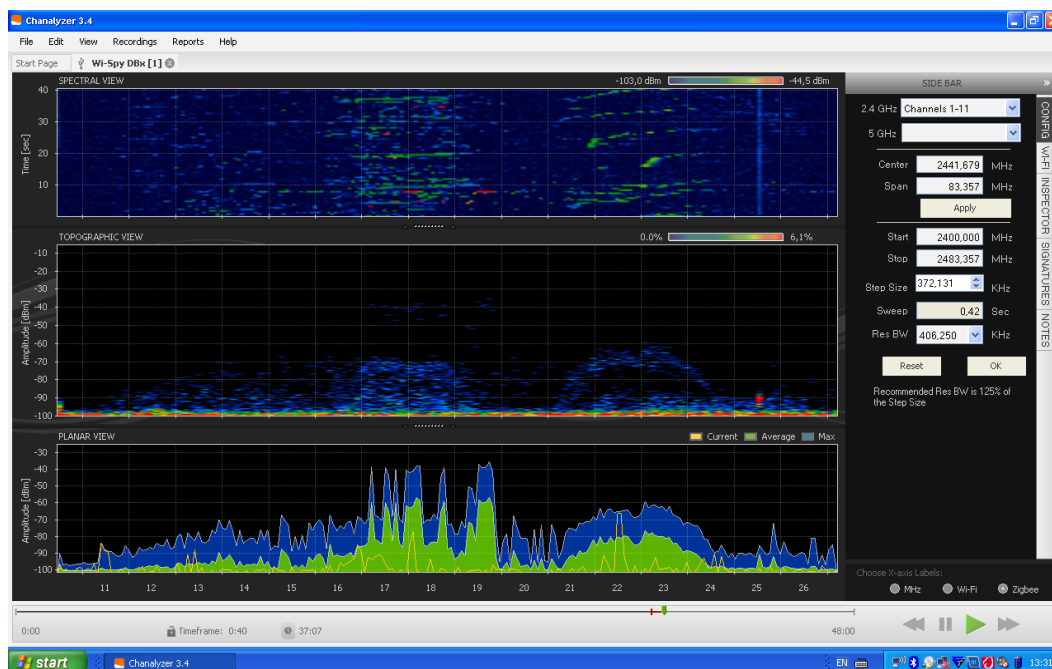 Chanalyzer 3.4
File Edit View Recordings Reports Help
Start Page Wi-Spy DBx [1]
SPECTRAL VIEW -103,0 dBm -44,5 dBm
40
30
20
10
Time [sec]
TOPOGRAPHIC VIEW 0.0% 6,1%
-10
-20
-30
-40
-50
-60
-70
-80
-90
-100
Amplitude [dBm]
PLANAR VIEW Current Average Max
-30
-40
-50
-60
-70
-80
-90
-100
Amplitude [dBm]
11 12 13 14 15 16 17 18 19 20 21 22 23 24 25 26
SIDE BAR »
2.4 GHz Channels 1-11
5 GHz
Center 2441,679 MHz
Span 83,357 MHz
Apply
Start 2400,000 MHz
Stop 2483,357 MHz
Step Size 372,131 KHz
Sweep 0,42 Sec
Res BW 406,250 KHz
Reset OK
Recommended Res BW is 125% of
the Step Size
Choose X-axis Labels:
MHz Wi-Fi Zigbee
CONFIG
WI-FI
INSPECTOR
SIGNATURES
NOTES
0:00 Timeframe: 0:40 37:07 48:00
start Chanalyzer 3.4 EN 13:31